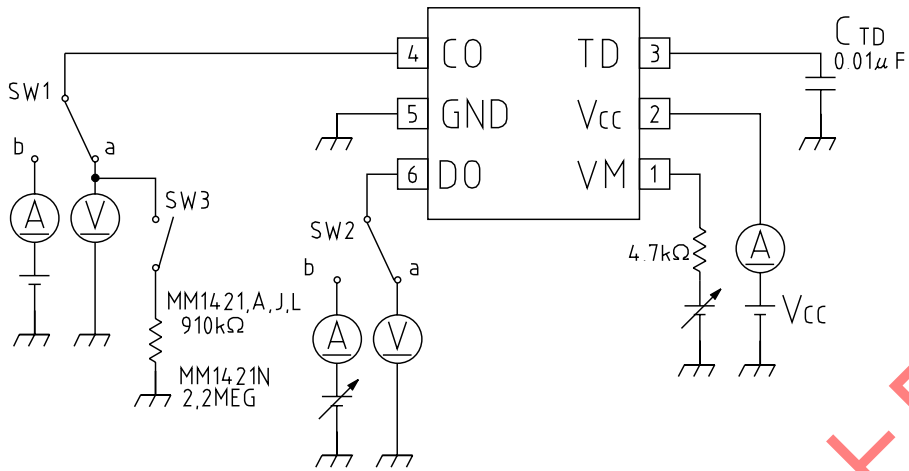 4 CO
TD 3
C TD
0.01μF
SW1
5 GND
Vcc 2
b
a
6 DO
VM 1
A
V
SW3
SW2
4.7kΩ
A
b
a
MM1421,A,J,L
910kΩ
Vcc
A
V
MM1421N
2,2MEG